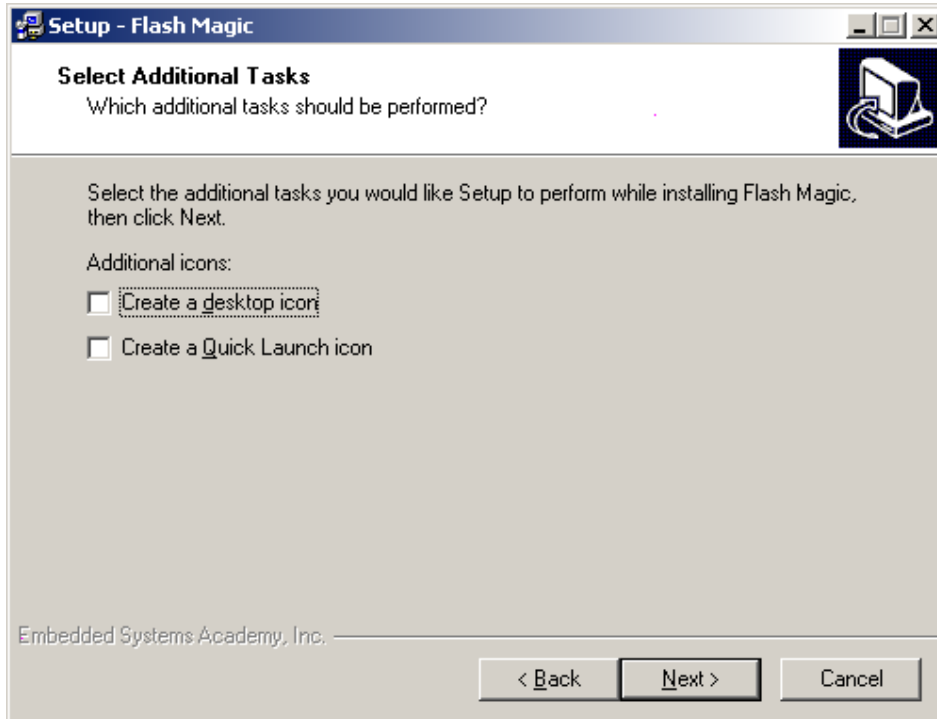 Setup - Flash Magic
Select Additional Tasks
Which additional tasks should be performed?
Select the additional tasks you would like Setup to perform while installing Flash Magic,
then click Next.
Additional icons:
Create a desktop icon
Create a Quick Launch icon
Embedded Systems Academy, Inc.
< Back Next > Cancel